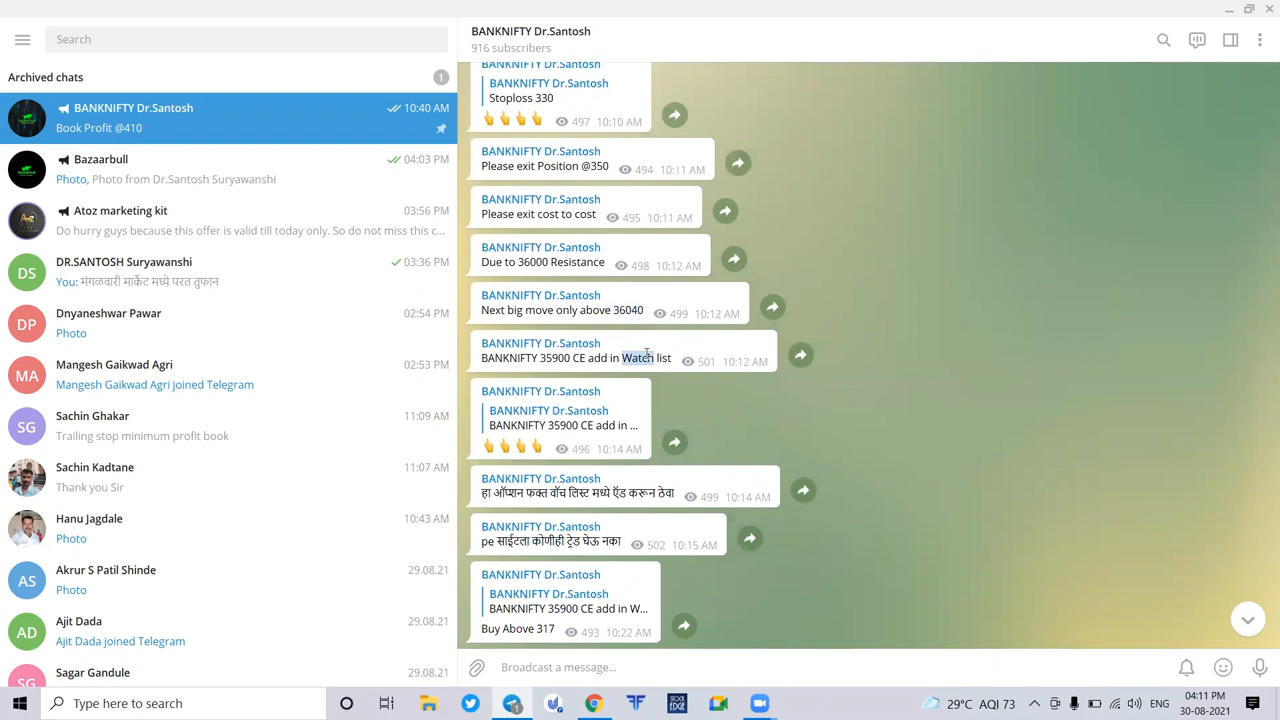 Search
Archived chats
1
BANKNIFTY Dr.Santosh
10:40 AM
Book Profit @410
Bazaarbull
04:03 PM
Photo, Photo from Dr.Santosh Suryawanshi
Atoz marketing kit
03:56 PM
Do hurry guys because this offer is valid till today only. So do not miss this c...
DS
DR.SANTOSH Suryawanshi
03:36 PM
You: मंगळवारी मार्केट मध्ये परत तुफान
DP
Dnyaneshwar Pawar
02:54 PM
Photo
MA
Mangesh Gaikwad Agri
02:53 PM
Mangesh Gaikwad Agri joined Telegram
SG
Sachin Ghakar
11:09 AM
Trailing stop minimum profit book
Sachin Kadtane
11:07 AM
Thank you Sir
Hanu Jagdale
10:43 AM
Photo
AS
Akrur S Patil Shinde
29.08.21
Photo
AD
Ajit Dada
29.08.21
Ajit Dada joined Telegram
SG
Sagar Gandule
29.08.21
BANKNIFTY Dr.Santosh
916 subscribers
BANKNIFTY Dr.Santosh
BANKNIFTY Dr.Santosh
Stoploss 330
497 10:10 AM
BANKNIFTY Dr.Santosh
Please exit Position @350
494 10:11 AM
BANKNIFTY Dr.Santosh
Please exit cost to cost
495 10:11 AM
BANKNIFTY Dr.Santosh
Due to 36000 Resistance
498 10:12 AM
BANKNIFTY Dr.Santosh
Next big move only above 36040
499 10:12 AM
BANKNIFTY Dr.Santosh
BANKNIFTY 35900 CE add in Watch list
501 10:12 AM
BANKNIFTY Dr.Santosh
BANKNIFTY Dr.Santosh
BANKNIFTY 35900 CE add in ...
496 10:14 AM
BANKNIFTY Dr.Santosh
हा ऑप्शन फक्त वॉच लिस्ट मध्ये ऍड करून ठेवा
499 10:14 AM
BANKNIFTY Dr.Santosh
pe साईटला कोणीही ट्रेड घेऊ नका
502 10:15 AM
BANKNIFTY Dr.Santosh
BANKNIFTY Dr.Santosh
BANKNIFTY 35900 CE add in W...
Buy Above 317
493 10:22 AM
Broadcast a message...
Type here to search
29°C AQI 73
ENG
04:11 PM
30-08-2021